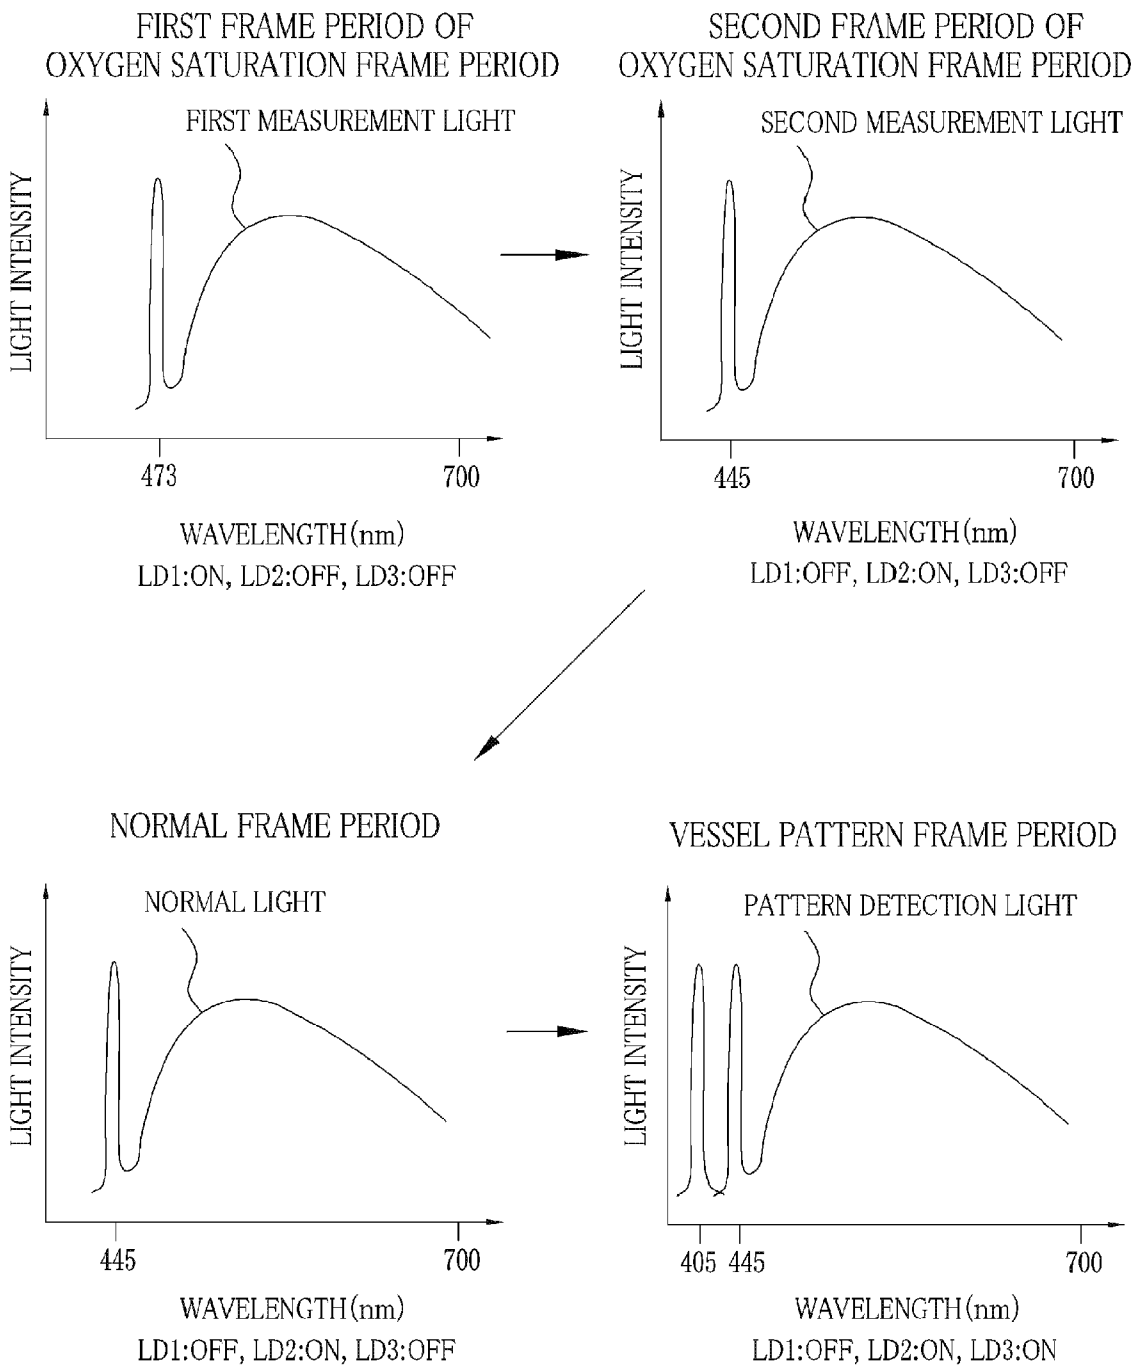 FIRST FRAME PERIOD OF
OXYGEN SATURATION FRAME PERIOD
FIRST MEASUREMENT LIGHT
LIGHT INTENSITY
473
700
WAVELENGTH(nm)
LD1:ON, LD2:OFF, LD3:OFF
SECOND FRAME PERIOD OF
OXYGEN SATURATION FRAME PERIOD
SECOND MEASUREMENT LIGHT
LIGHT INTENSITY
445
700
WAVELENGTH(nm)
LD1:OFF, LD2:ON, LD3:OFF
NORMAL FRAME PERIOD
NORMAL LIGHT
LIGHT INTENSITY
445
700
WAVELENGTH(nm)
LD1:OFF, LD2:ON, LD3:OFF
VESSEL PATTERN FRAME PERIOD
PATTERN DETECTION LIGHT
LIGHT INTENSITY
405
445
700
WAVELENGTH(nm)
LD1:OFF, LD2:ON, LD3:ON